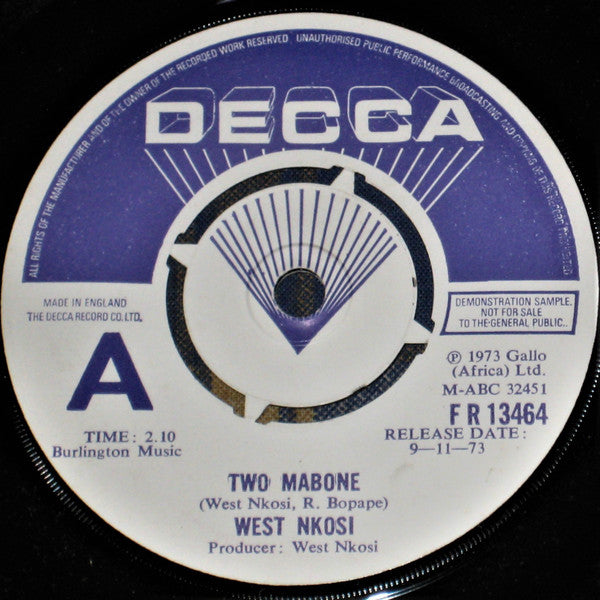 ALL RIGHTS OF THE MANUFACTURER AND OF THE OWNER OF THE RECORDED WORK RESERVED UNAUTHORISED PUBLIC PERFORMANCE BROADCASTING AND COPYING OF THIS RECORD PROHIBITED
DECCA
MADE IN ENGLAND
THE DECCA RECORD CO. LTD.
DEMONSTRATION SAMPLE.
NOT FOR SALE
TO THE GENERAL PUBLIC..
A
℗ 1973 Gallo
(Africa) Ltd.
M-ABC 32451
F R 13464
TIME: 2.10
Burlington Music
RELEASE DATE:
9-11-73
TWO MABONE
(West Nkosi, R. Bopape)
WEST NKOSI
Producer: West Nkosi